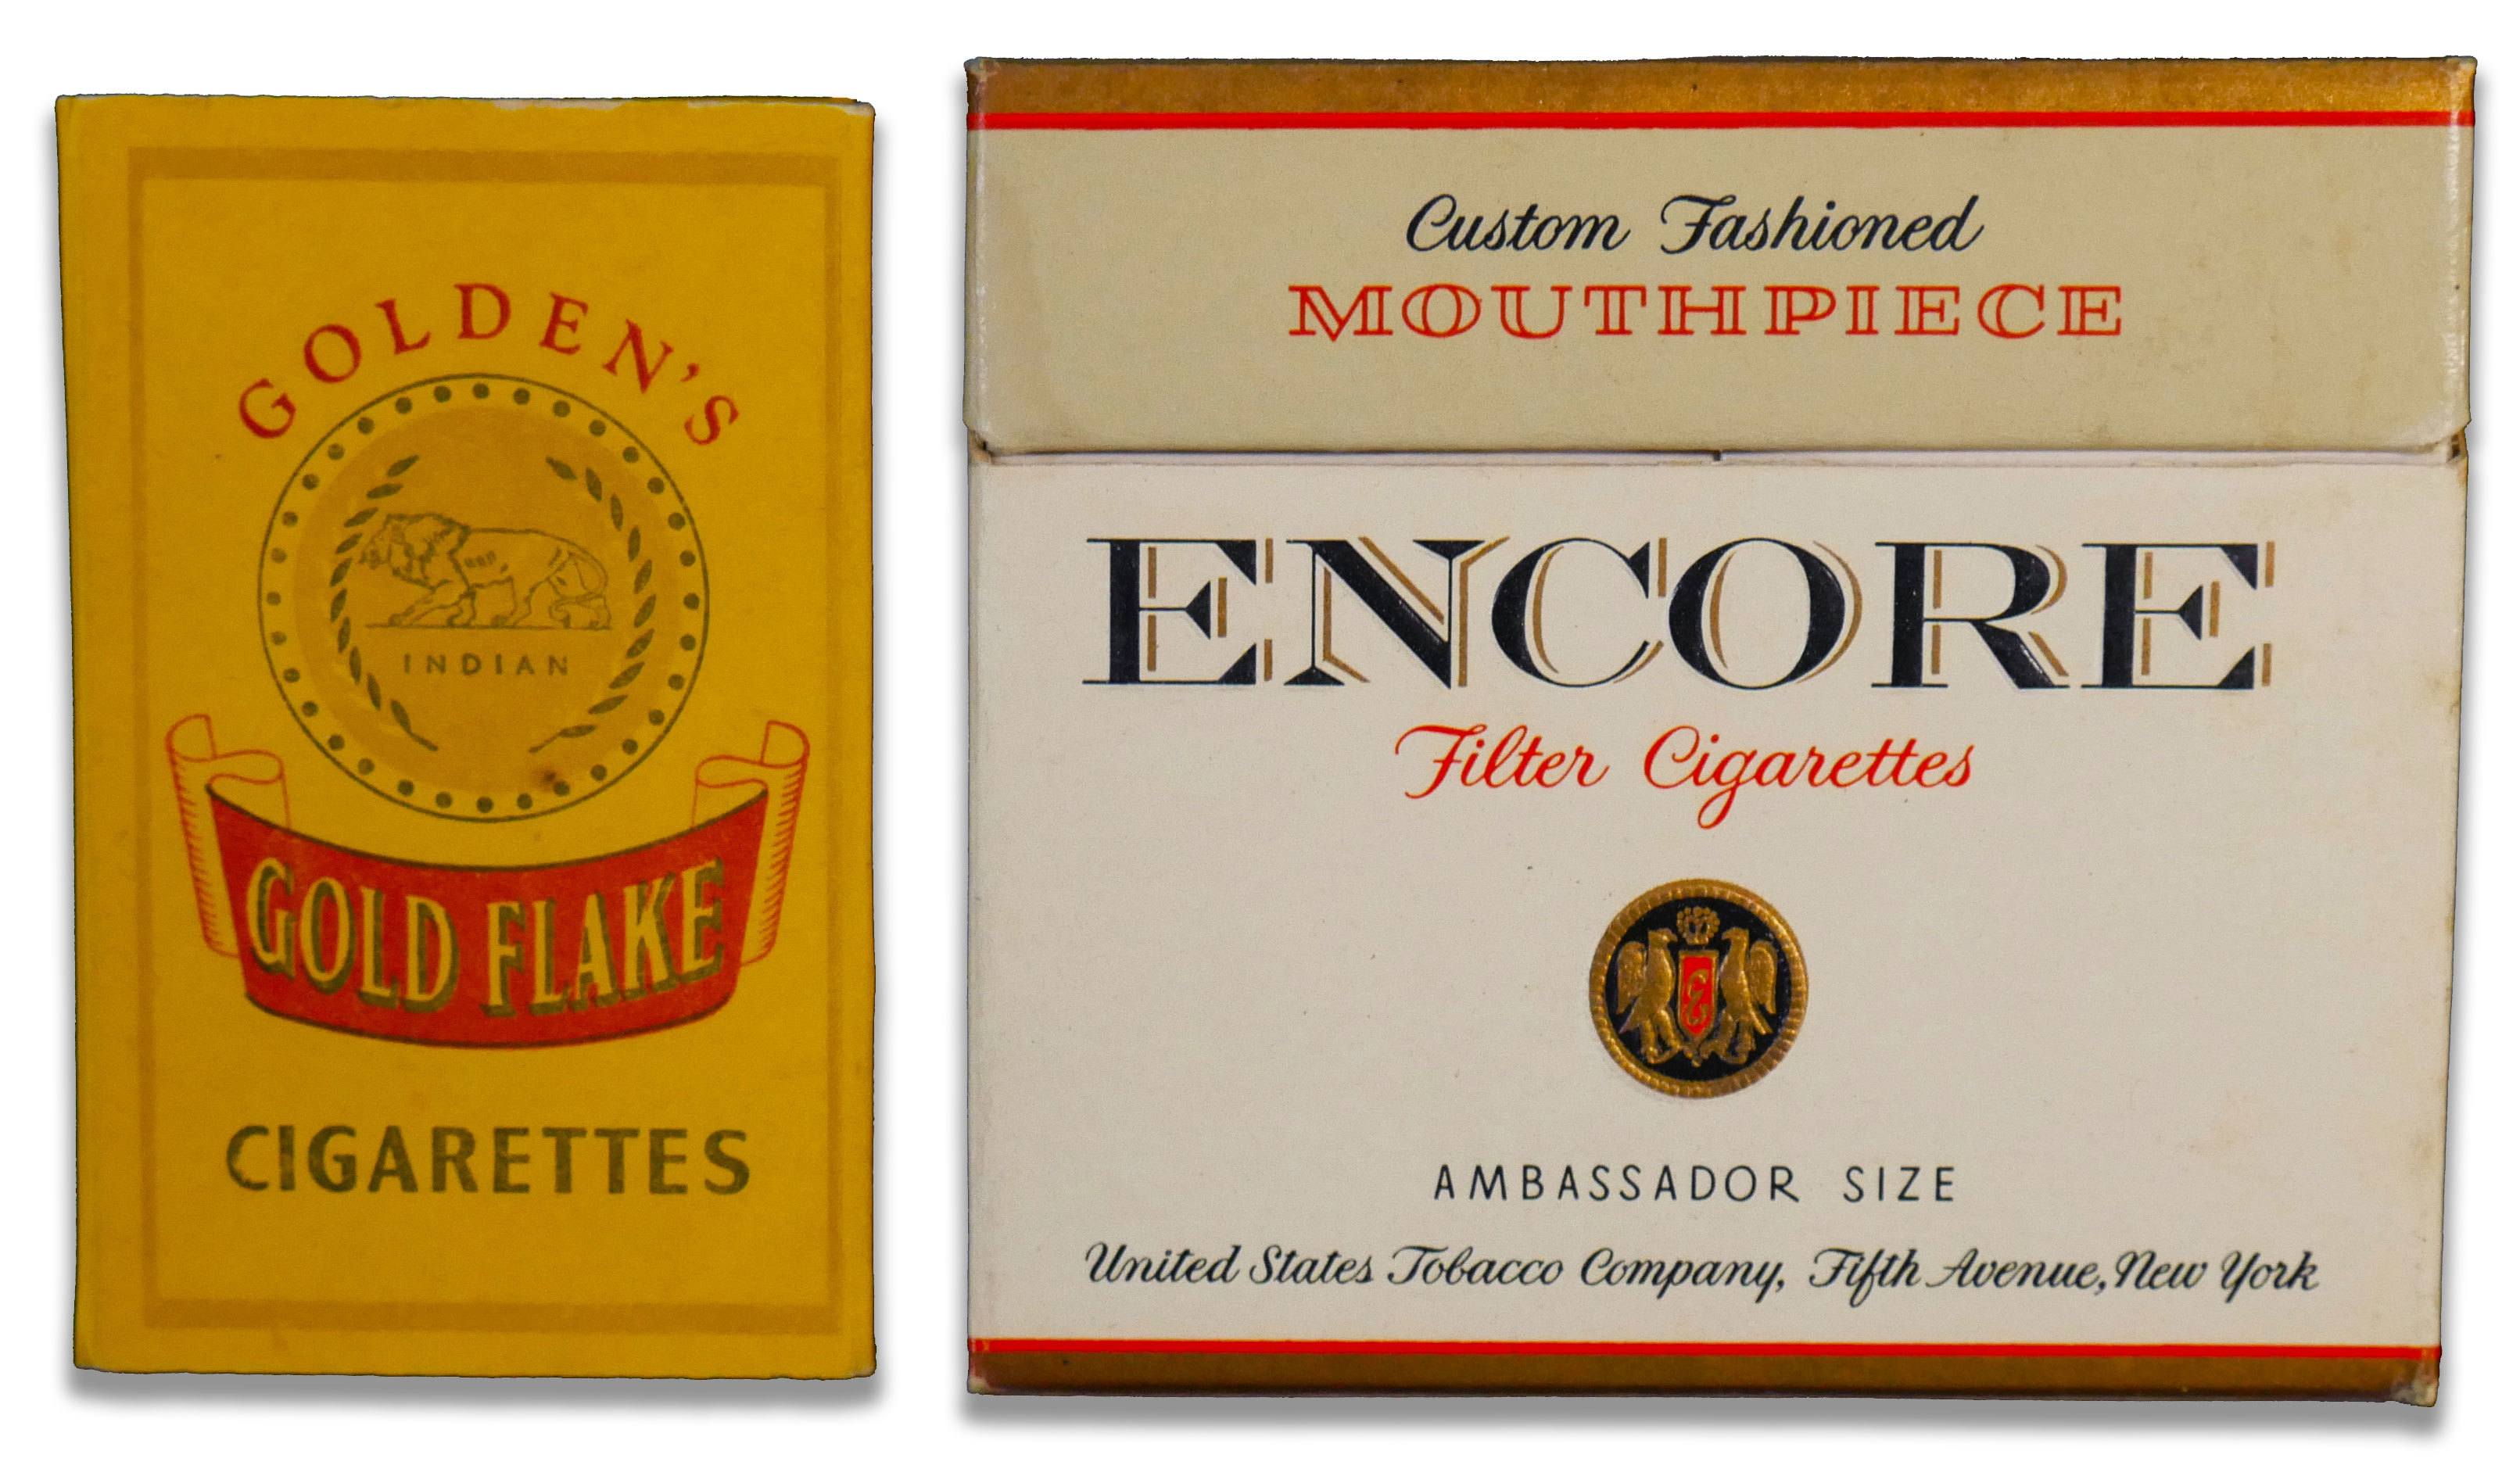 GOLDEN'S
INDIAN
GOLD FLAKE
CIGARETTES
Custom Fashioned
MOUTHPIECE
ENCORE
Filter Cigarettes
AMBASSADOR SIZE
United States Tobacco Company, Fifth Avenue, New York